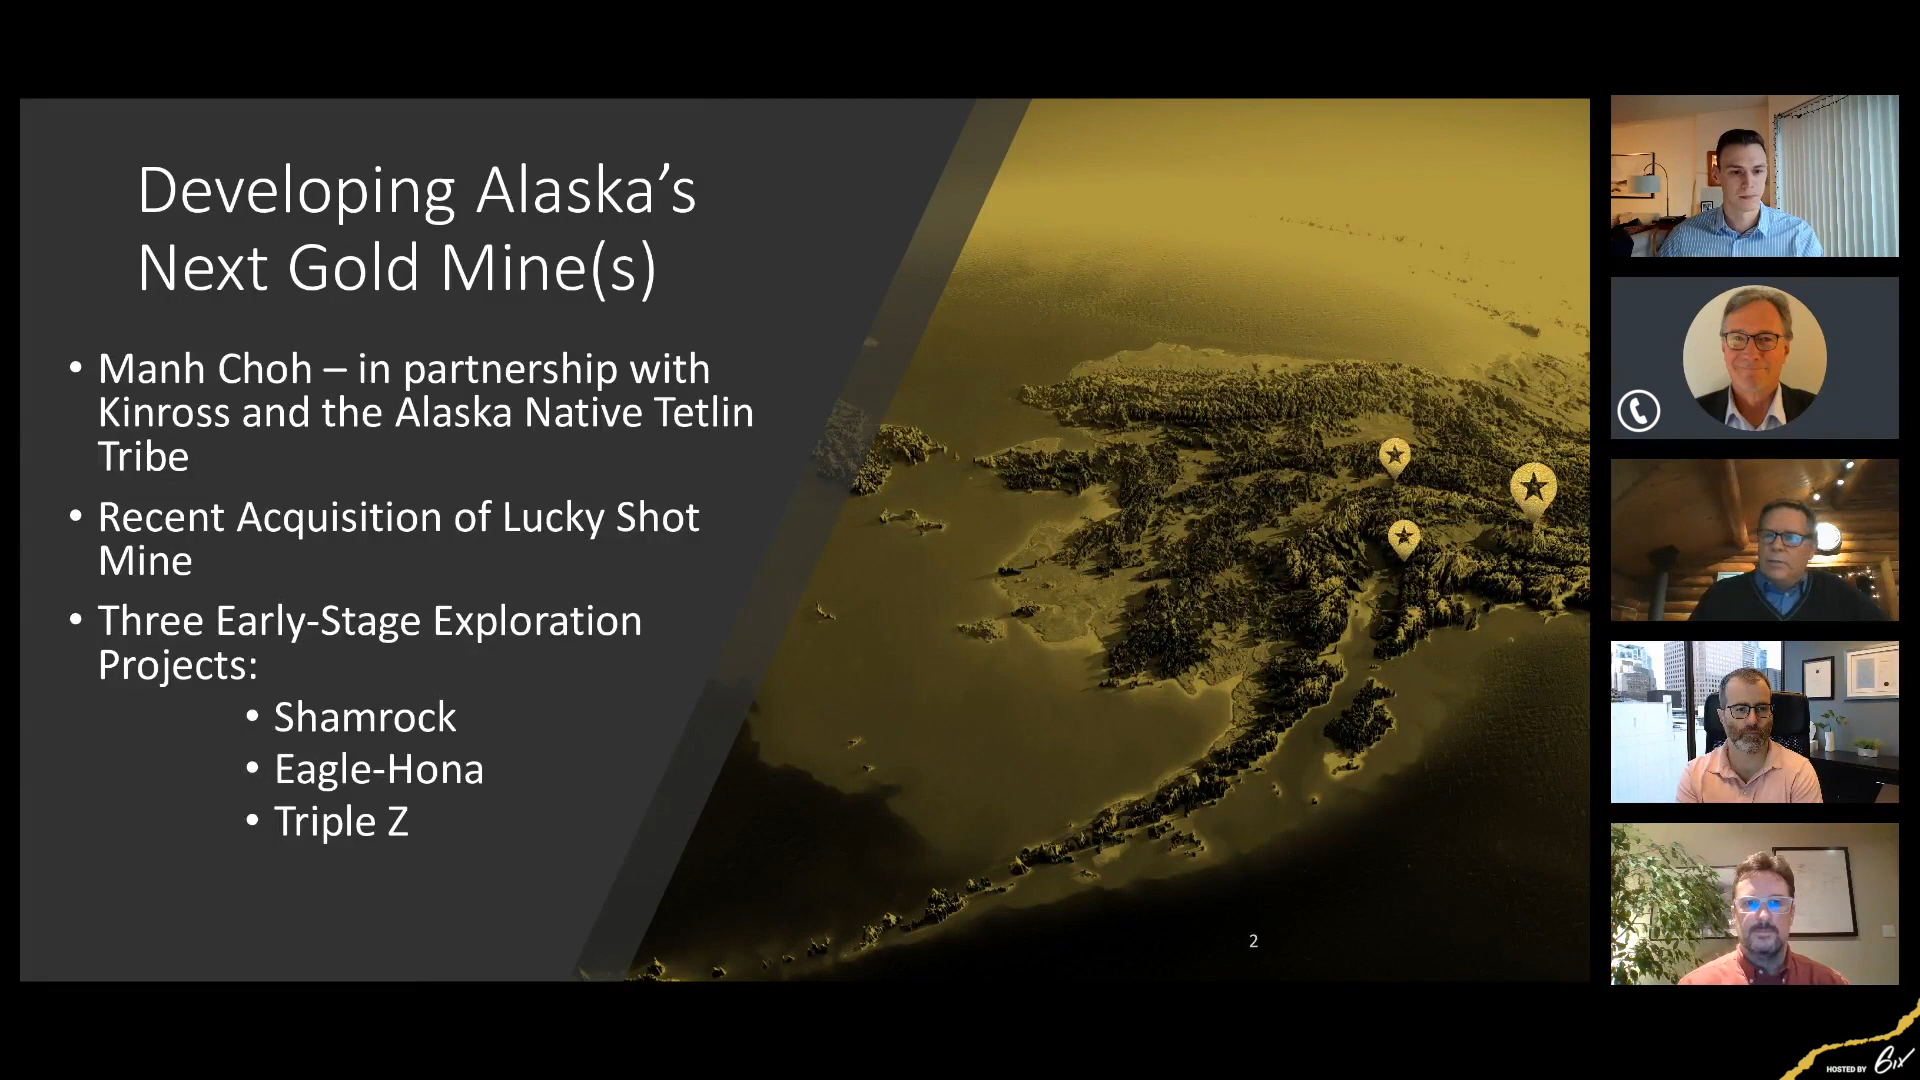 Developing Alaska’s
Next Gold Mine(s)
• Manh Choh – in partnership with
Kinross and the Alaska Native Tetlin
Tribe
• Recent Acquisition of Lucky Shot
Mine
• Three Early-Stage Exploration
Projects:
• Shamrock
• Eagle-Hona
• Triple Z
2
HOSTED BY 6ix